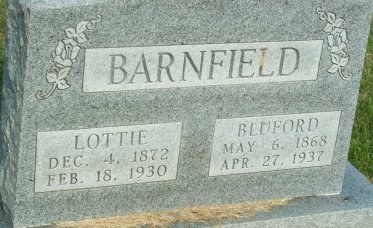 BARNFIELD
LOTTIE
DEC. 4, 1872
FEB. 18, 1930
BLUFORD
MAY 6, 1868
APR. 27, 1937